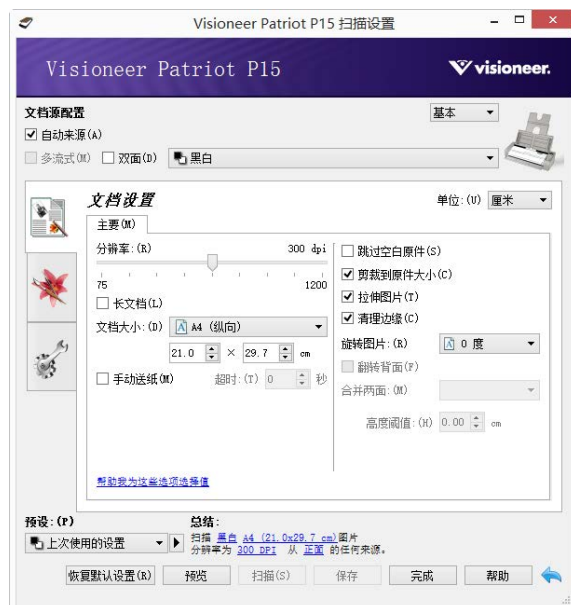 Visioneer Patriot P15 扫描设置
Visioneer Patriot P15
visioneer.
文档源配置
基本
自动来源(A)
多流式(M) 双面(D) 黑白
文档设置
单位:(U) 厘米
主要(M)
分辨率:(R) 300 dpi
75 1200
长文档(L)
文档大小:(D) A4 (纵向)
21.0 × 29.7 cm
手动送纸(M) 超时:(T) 0 秒
跳过空白原件(S)
剪裁到原件大小(C)
拉伸图片(T)
清理边缘(C)
旋转图片:(R) 0 度
翻转背面(F)
合并两面:(M)
高度阈值:(H) 0.00 cm
帮助我为这些选项选择值
预设:(P)
上次使用的设置
总结:
扫描 黑白 A4 (21.0x29.7 cm)图片
分辨率为 300 DPI 从 正面 的任何来源。
恢复默认设置(R) 预览 扫描(S) 保存 完成 帮助